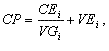 CP = CE_i / VG_i + VE_i ,